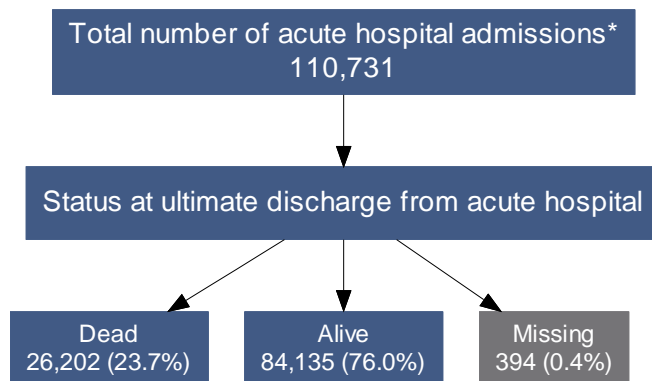 Total number of acute hospital admissions*
110,731
Status at ultimate discharge from acute hospital
Dead
26,202 (23.7%)
Alive
84,135 (76.0%)
Missing
394 (0.4%)